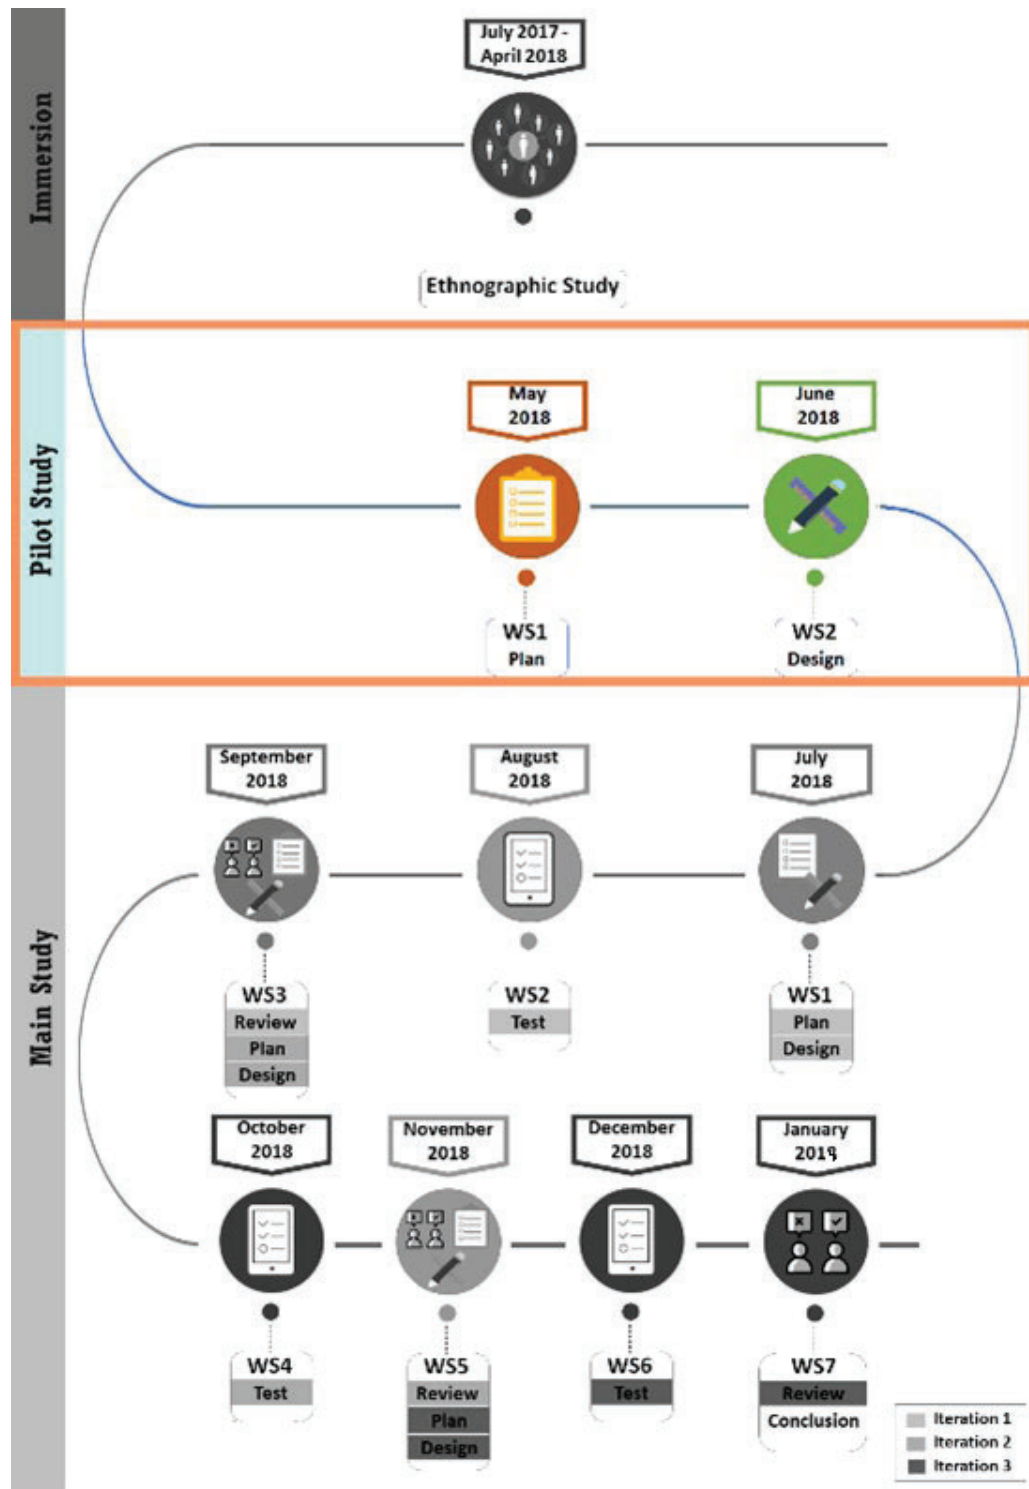 Immersion
July 2017 -
April 2018
Ethnographic Study
Pilot Study
May
2018
June
2018
WS1
Plan
WS2
Design
Main Study
September
2018
August
2018
July
2018
WS3
Review
Plan
Design
WS2
Test
WS1
Plan
Design
October
2018
November
2018
December
2018
January
2019
WS4
Test
WS5
Review
Plan
Design
WS6
Test
WS7
Review
Conclusion
Iteration 1
Iteration 2
Iteration 3